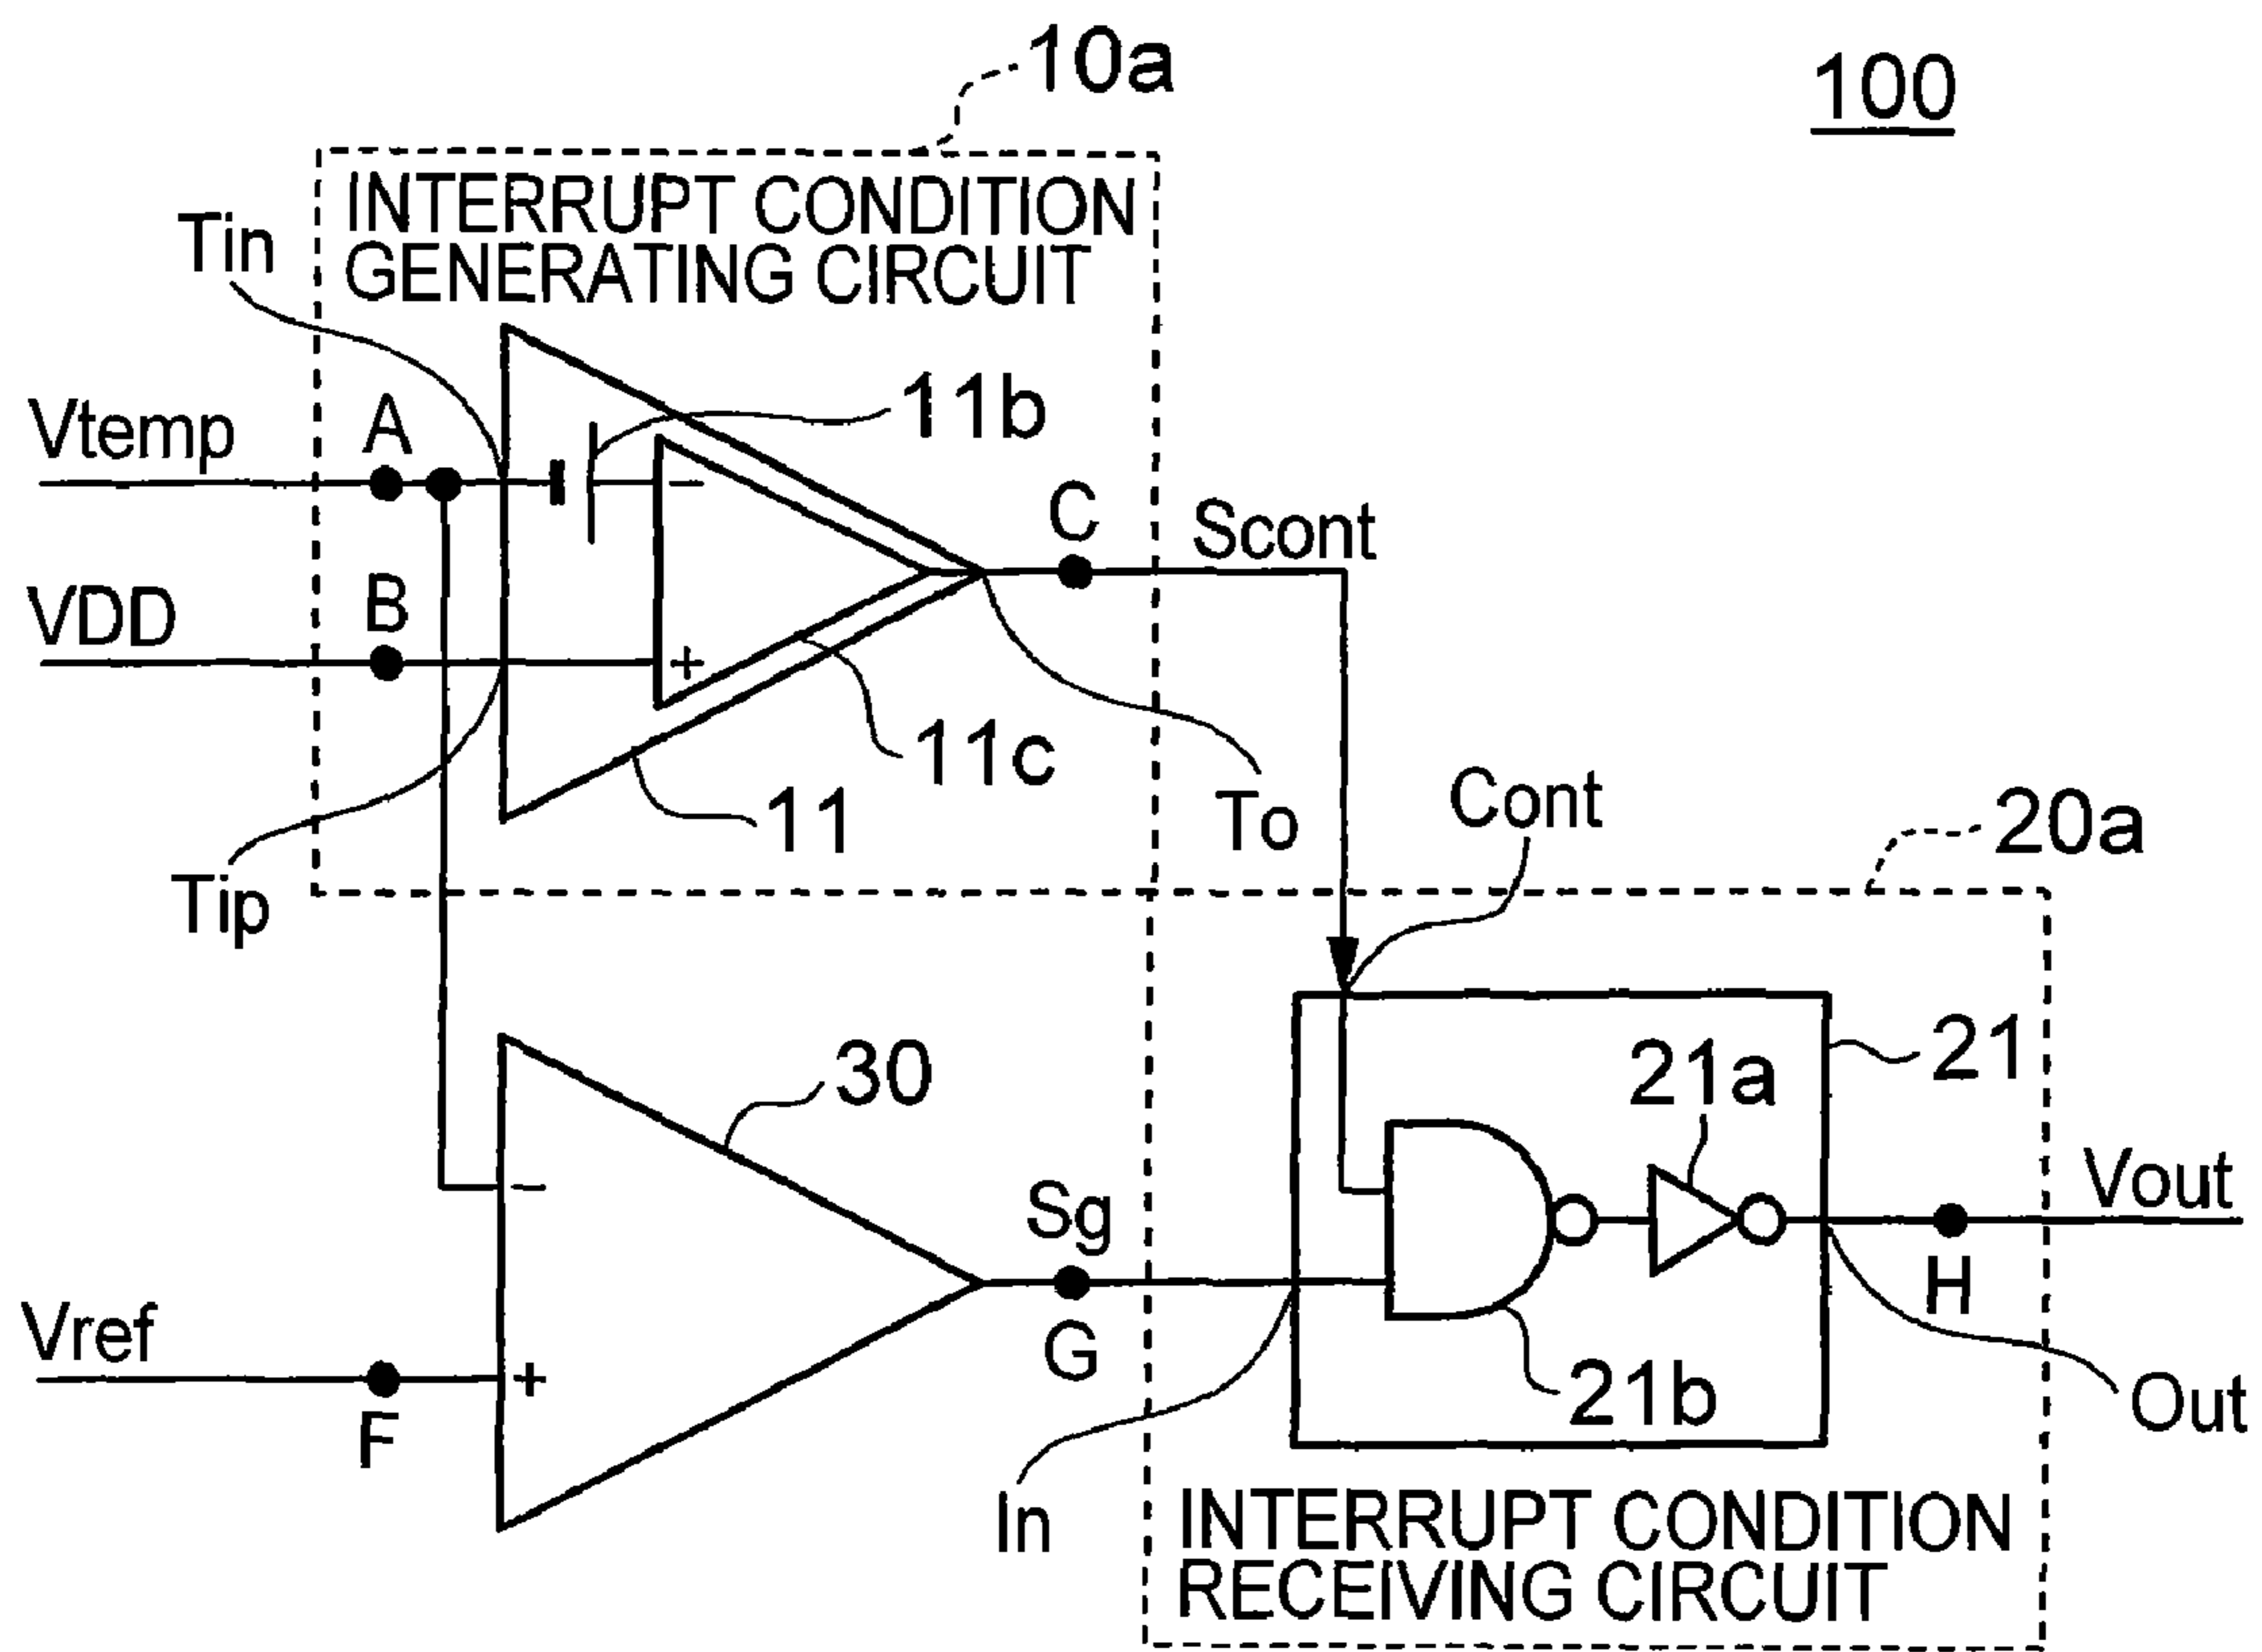 10a
100
INTERRUPT CONDITION
GENERATING CIRCUIT
Tin
11b
Vtemp
A
−
C
Scont
VDD
B
+
11c
11
To
Cont
20a
Tip
30
21
21a
−
Sg
Vout
Vref
G
H
+
F
21b
Out
In
INTERRUPT CONDITION
RECEIVING CIRCUIT